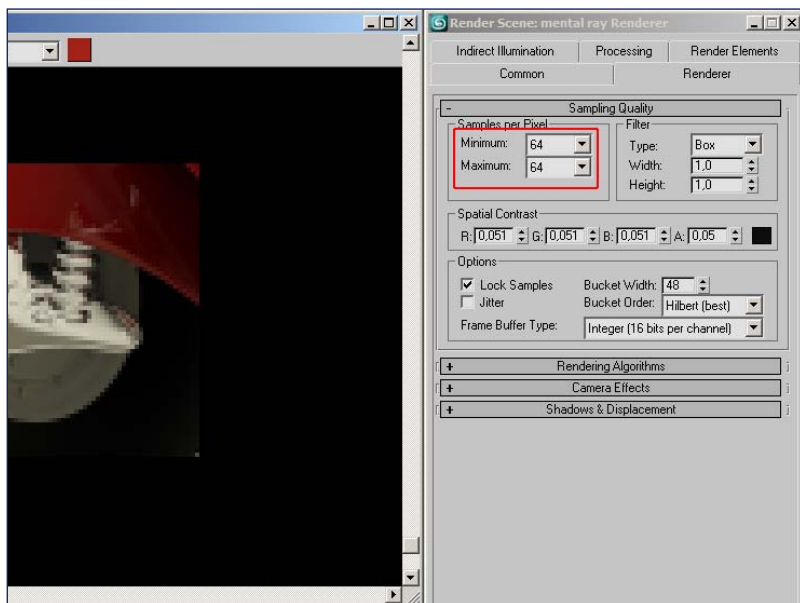 Render Scene: mental ray Renderer
Indirect Illumination Processing Render Elements
Common Renderer
- Sampling Quality
Samples per Pixel
Minimum: 64
Maximum: 64
Filter
Type: Box
Width: 1,0
Height: 1,0
Spatial Contrast
R: 0,051 G: 0,051 B: 0,051 A: 0,05
Options
Lock Samples Bucket Width: 48
Jitter Bucket Order: Hilbert (best)
Frame Buffer Type: Integer (16 bits per channel)
+ Rendering Algorithms
+ Camera Effects
+ Shadows & Displacement